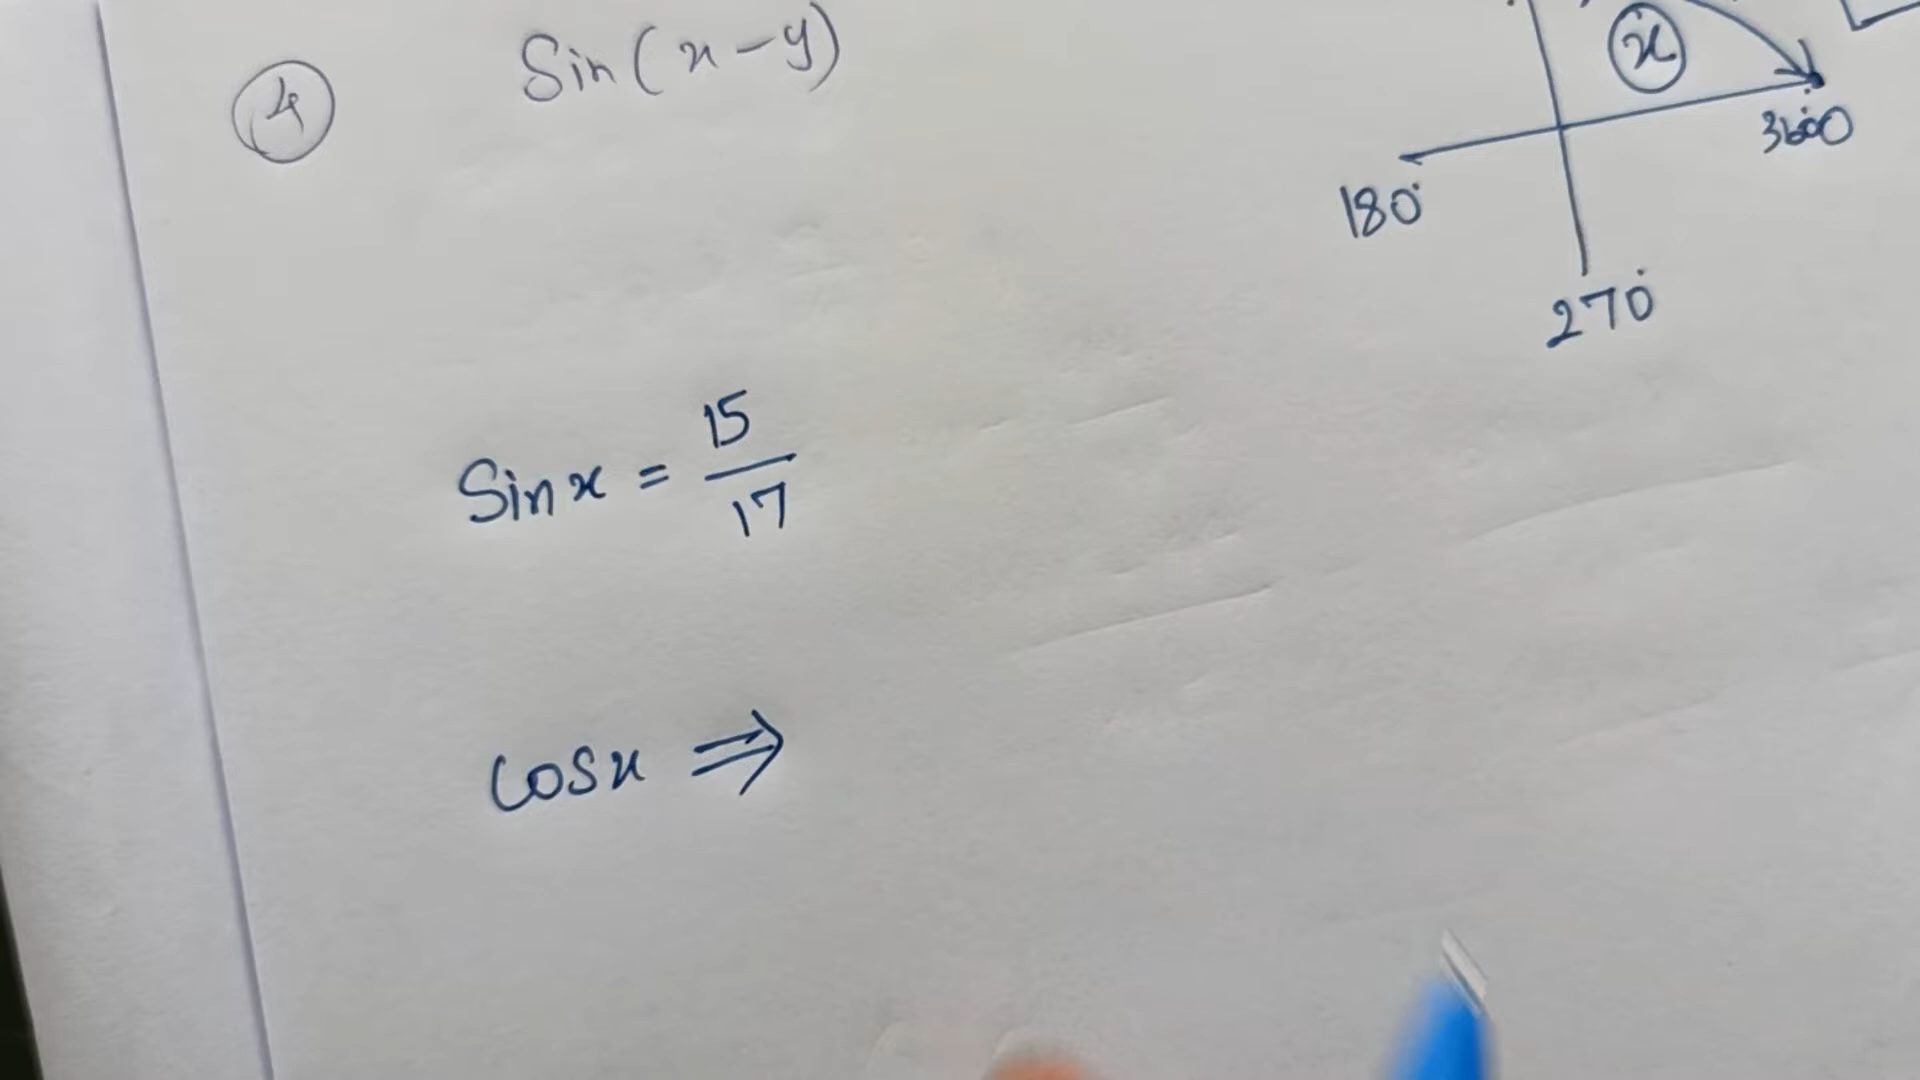 ④ Sin(x-y)
x
360°
180°
270°
Sinx = 15/17
cosx ⇒